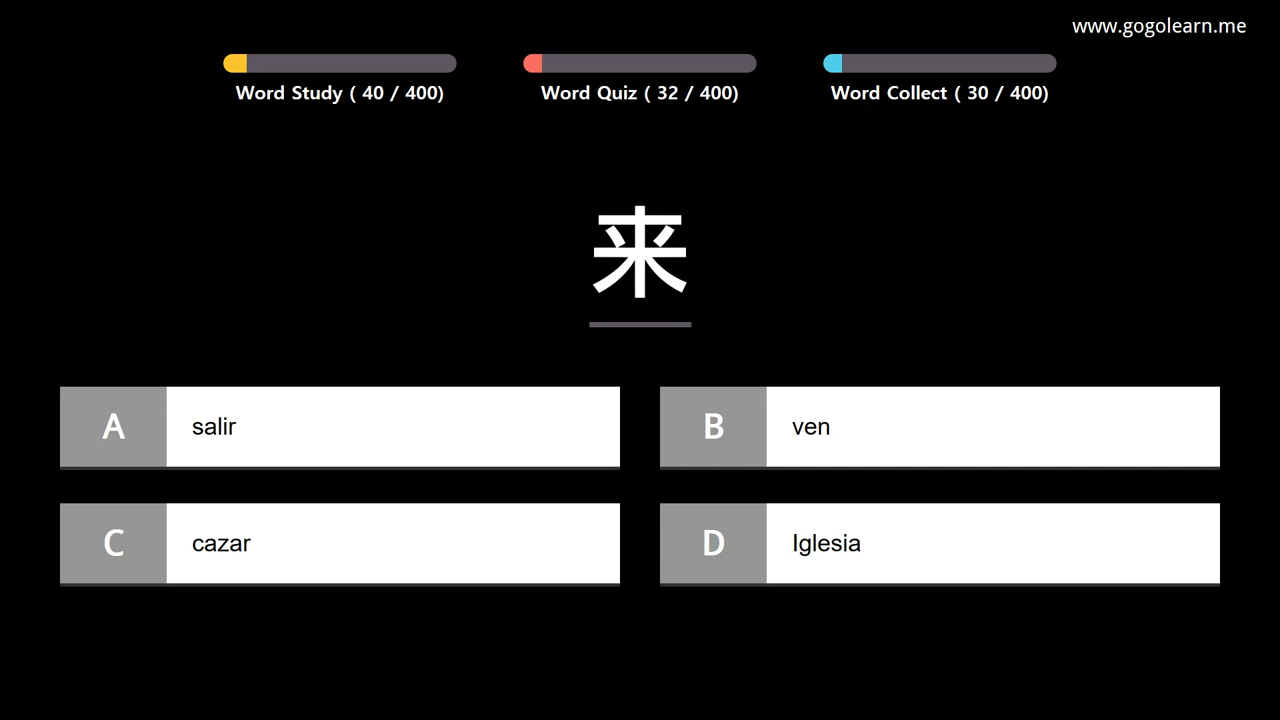 www.gogolearn.me
Word Study ( 40 / 400)
Word Quiz ( 32 / 400)
Word Collect ( 30 / 400)
来
A salir
B ven
C cazar
D Iglesia